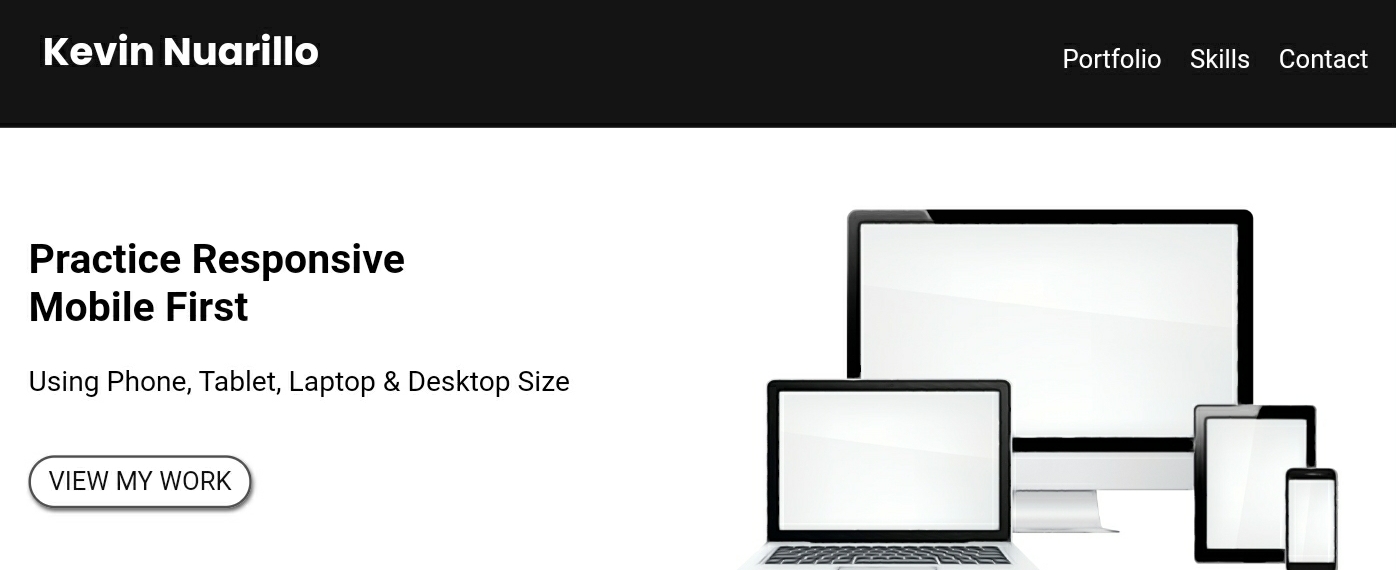 Kevin Nuarillo
Portfolio Skills Contact
Practice Responsive
Mobile First
Using Phone, Tablet, Laptop & Desktop Size
VIEW MY WORK